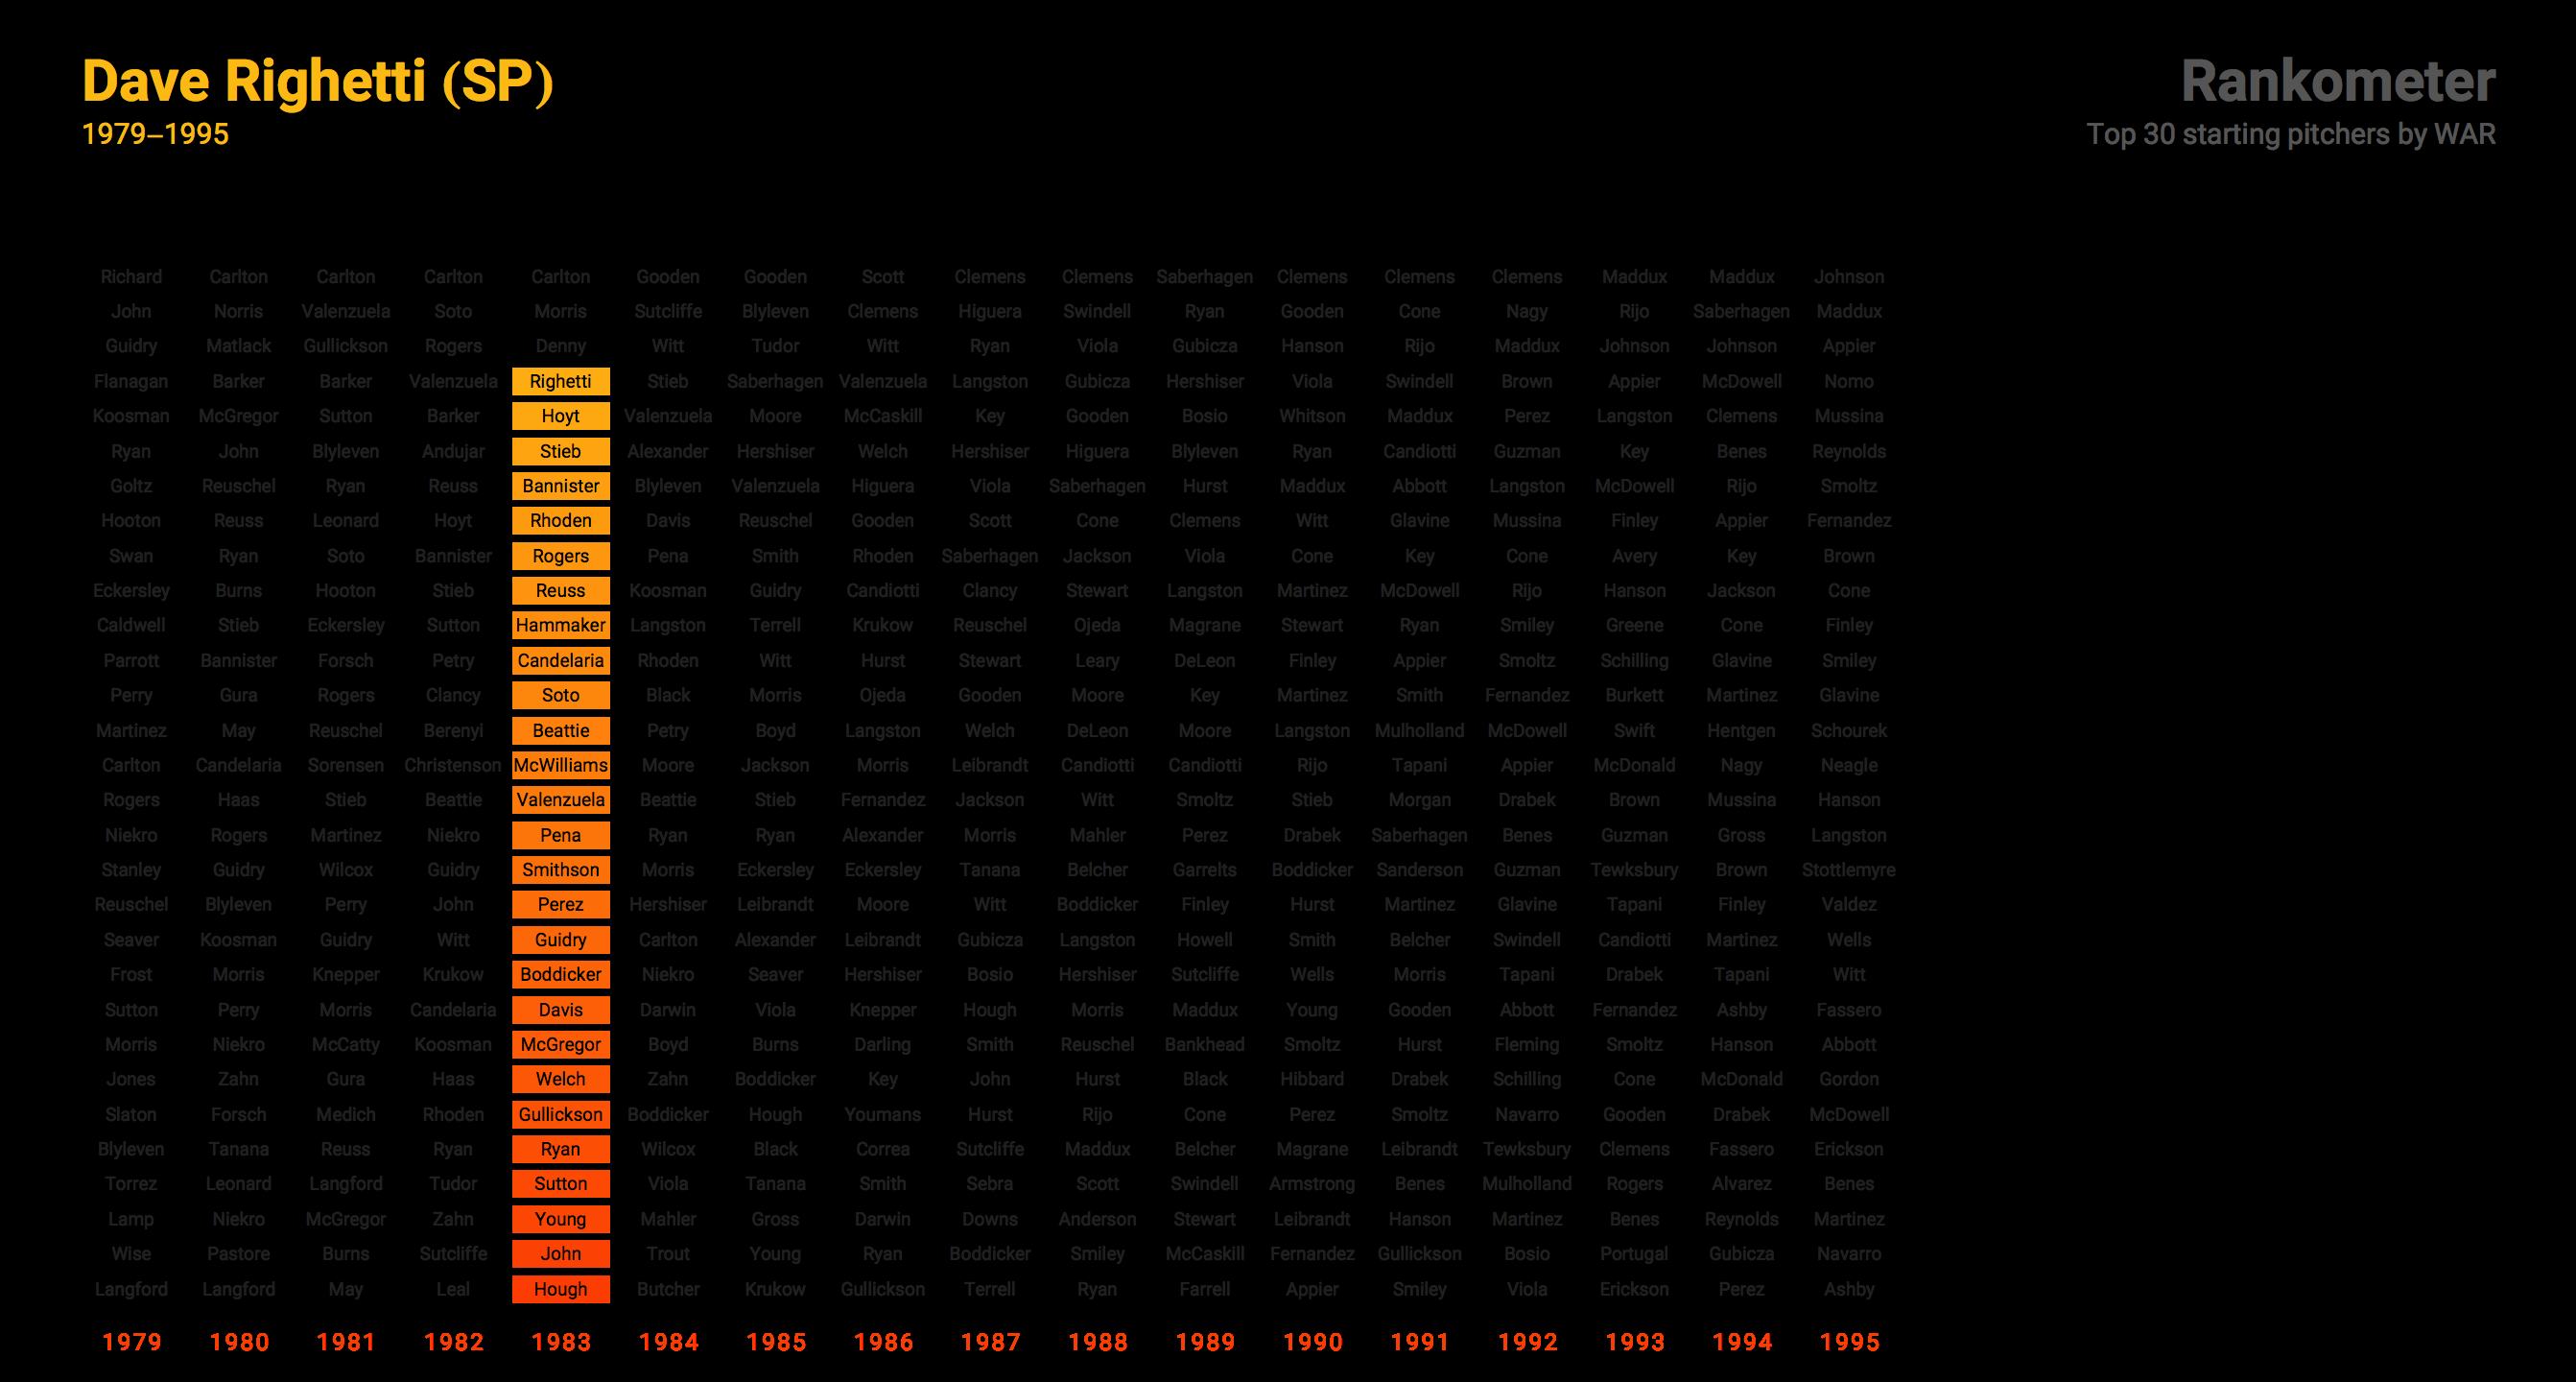 Dave Righetti (SP)
1979–1995
Rankometer
Top 30 starting pitchers by WAR
Richard Carlton Carlton Carlton Carlton Gooden Gooden Scott Clemens Clemens Saberhagen Clemens Clemens Clemens Maddux Maddux Johnson
John Norris Valenzuela Soto Morris Sutcliffe Blyleven Clemens Higuera Swindell Ryan Gooden Cone Nagy Rijo Saberhagen Maddux
Guidry Matlack Gullickson Rogers Denny Witt Tudor Witt Ryan Viola Gubicza Hanson Rijo Maddux Johnson Johnson Appier
Flanagan Barker Barker Valenzuela Righetti Stieb Saberhagen Valenzuela Langston Gubicza Hershiser Viola Swindell Brown Appier McDowell Nomo
Koosman McGregor Sutton Barker Hoyt Valenzuela Moore McCaskill Key Gooden Bosio Whitson Maddux Perez Langston Clemens Mussina
Ryan John Blyleven Andujar Stieb Alexander Hershiser Welch Hershiser Higuera Blyleven Ryan Candiotti Guzman Key Benes Reynolds
Goltz Reuschel Ryan Reuss Bannister Blyleven Valenzuela Higuera Viola Saberhagen Hurst Maddux Abbott Langston McDowell Rijo Smoltz
Hooton Reuss Leonard Hoyt Rhoden Davis Reuschel Gooden Scott Cone Clemens Witt Glavine Mussina Finley Appier Fernandez
Swan Ryan Soto Bannister Rogers Pena Smith Rhoden Saberhagen Jackson Viola Cone Key Cone Avery Key Brown
Eckersley Burns Hooton Stieb Reuss Koosman Guidry Candiotti Clancy Stewart Langston Martinez McDowell Rijo Hanson Jackson Cone
Caldwell Stieb Eckersley Sutton Hammaker Langston Terrell Krukow Reuschel Ojeda Magrane Stewart Ryan Smiley Greene Cone Finley
Parrott Bannister Forsch Petry Candelaria Rhoden Witt Hurst Stewart Leary DeLeon Finley Appier Smoltz Schilling Glavine Smiley
Perry Gura Rogers Clancy Soto Black Morris Ojeda Gooden Moore Key Martinez Smith Fernandez Burkett Martinez Glavine
Martinez May Reuschel Berenyi Beattie Petry Boyd Langston Welch DeLeon Moore Langston Mulholland McDowell Swift Hentgen Schourek
Carlton Candelaria Sorensen Christenson McWilliams Moore Jackson Morris Leibrandt Candiotti Candiotti Rijo Tapani Appier McDonald Nagy Neagle
Rogers Haas Stieb Beattie Valenzuela Beattie Stieb Fernandez Jackson Witt Smoltz Stieb Morgan Drabek Brown Mussina Hanson
Niekro Rogers Martinez Niekro Pena Ryan Ryan Alexander Morris Mahler Perez Drabek Saberhagen Benes Guzman Gross Langston
Stanley Guidry Wilcox Guidry Smithson Morris Eckersley Eckersley Tanana Belcher Garrelts Boddicker Sanderson Guzman Tewksbury Brown Stottlemyre
Reuschel Blyleven Perry John Perez Hershiser Leibrandt Moore Witt Boddicker Finley Hurst Martinez Glavine Tapani Finley Valdez
Seaver Koosman Guidry Witt Guidry Carlton Alexander Leibrandt Gubicza Langston Howell Smith Belcher Swindell Candiotti Martinez Wells
Frost Morris Knepper Krukow Boddicker Niekro Seaver Hershiser Bosio Hershiser Sutcliffe Wells Morris Tapani Drabek Tapani Witt
Sutton Perry Morris Candelaria Davis Darwin Viola Knepper Hough Morris Maddux Young Gooden Abbott Fernandez Ashby Fassero
Morris Niekro McCatty Koosman McGregor Boyd Burns Darling Smith Reuschel Bankhead Smoltz Hurst Fleming Smoltz Hanson Abbott
Jones Zahn Gura Haas Welch Zahn Boddicker Key John Hurst Black Hibbard Drabek Schilling Cone McDonald Gordon
Slaton Forsch Medich Rhoden Gullickson Boddicker Hough Youmans Hurst Rijo Cone Perez Smoltz Navarro Gooden Drabek McDowell
Blyleven Tanana Reuss Ryan Ryan Wilcox Black Correa Sutcliffe Maddux Belcher Magrane Leibrandt Tewksbury Clemens Fassero Erickson
Torrez Leonard Langford Tudor Sutton Viola Tanana Smith Sebra Scott Swindell Armstrong Benes Mulholland Rogers Alvarez Benes
Lamp Niekro McGregor Zahn Young Mahler Gross Darwin Downs Anderson Stewart Leibrandt Hanson Martinez Benes Reynolds Martinez
Wise Pastore Burns Sutcliffe John Trout Young Ryan Boddicker Smiley McCaskill Fernandez Gullickson Bosio Portugal Gubicza Navarro
Langford Langford May Leal Hough Butcher Krukow Gullickson Terrell Ryan Farrell Appier Smiley Viola Erickson Perez Ashby
1979 1980 1981 1982 1983 1984 1985 1986 1987 1988 1989 1990 1991 1992 1993 1994 1995